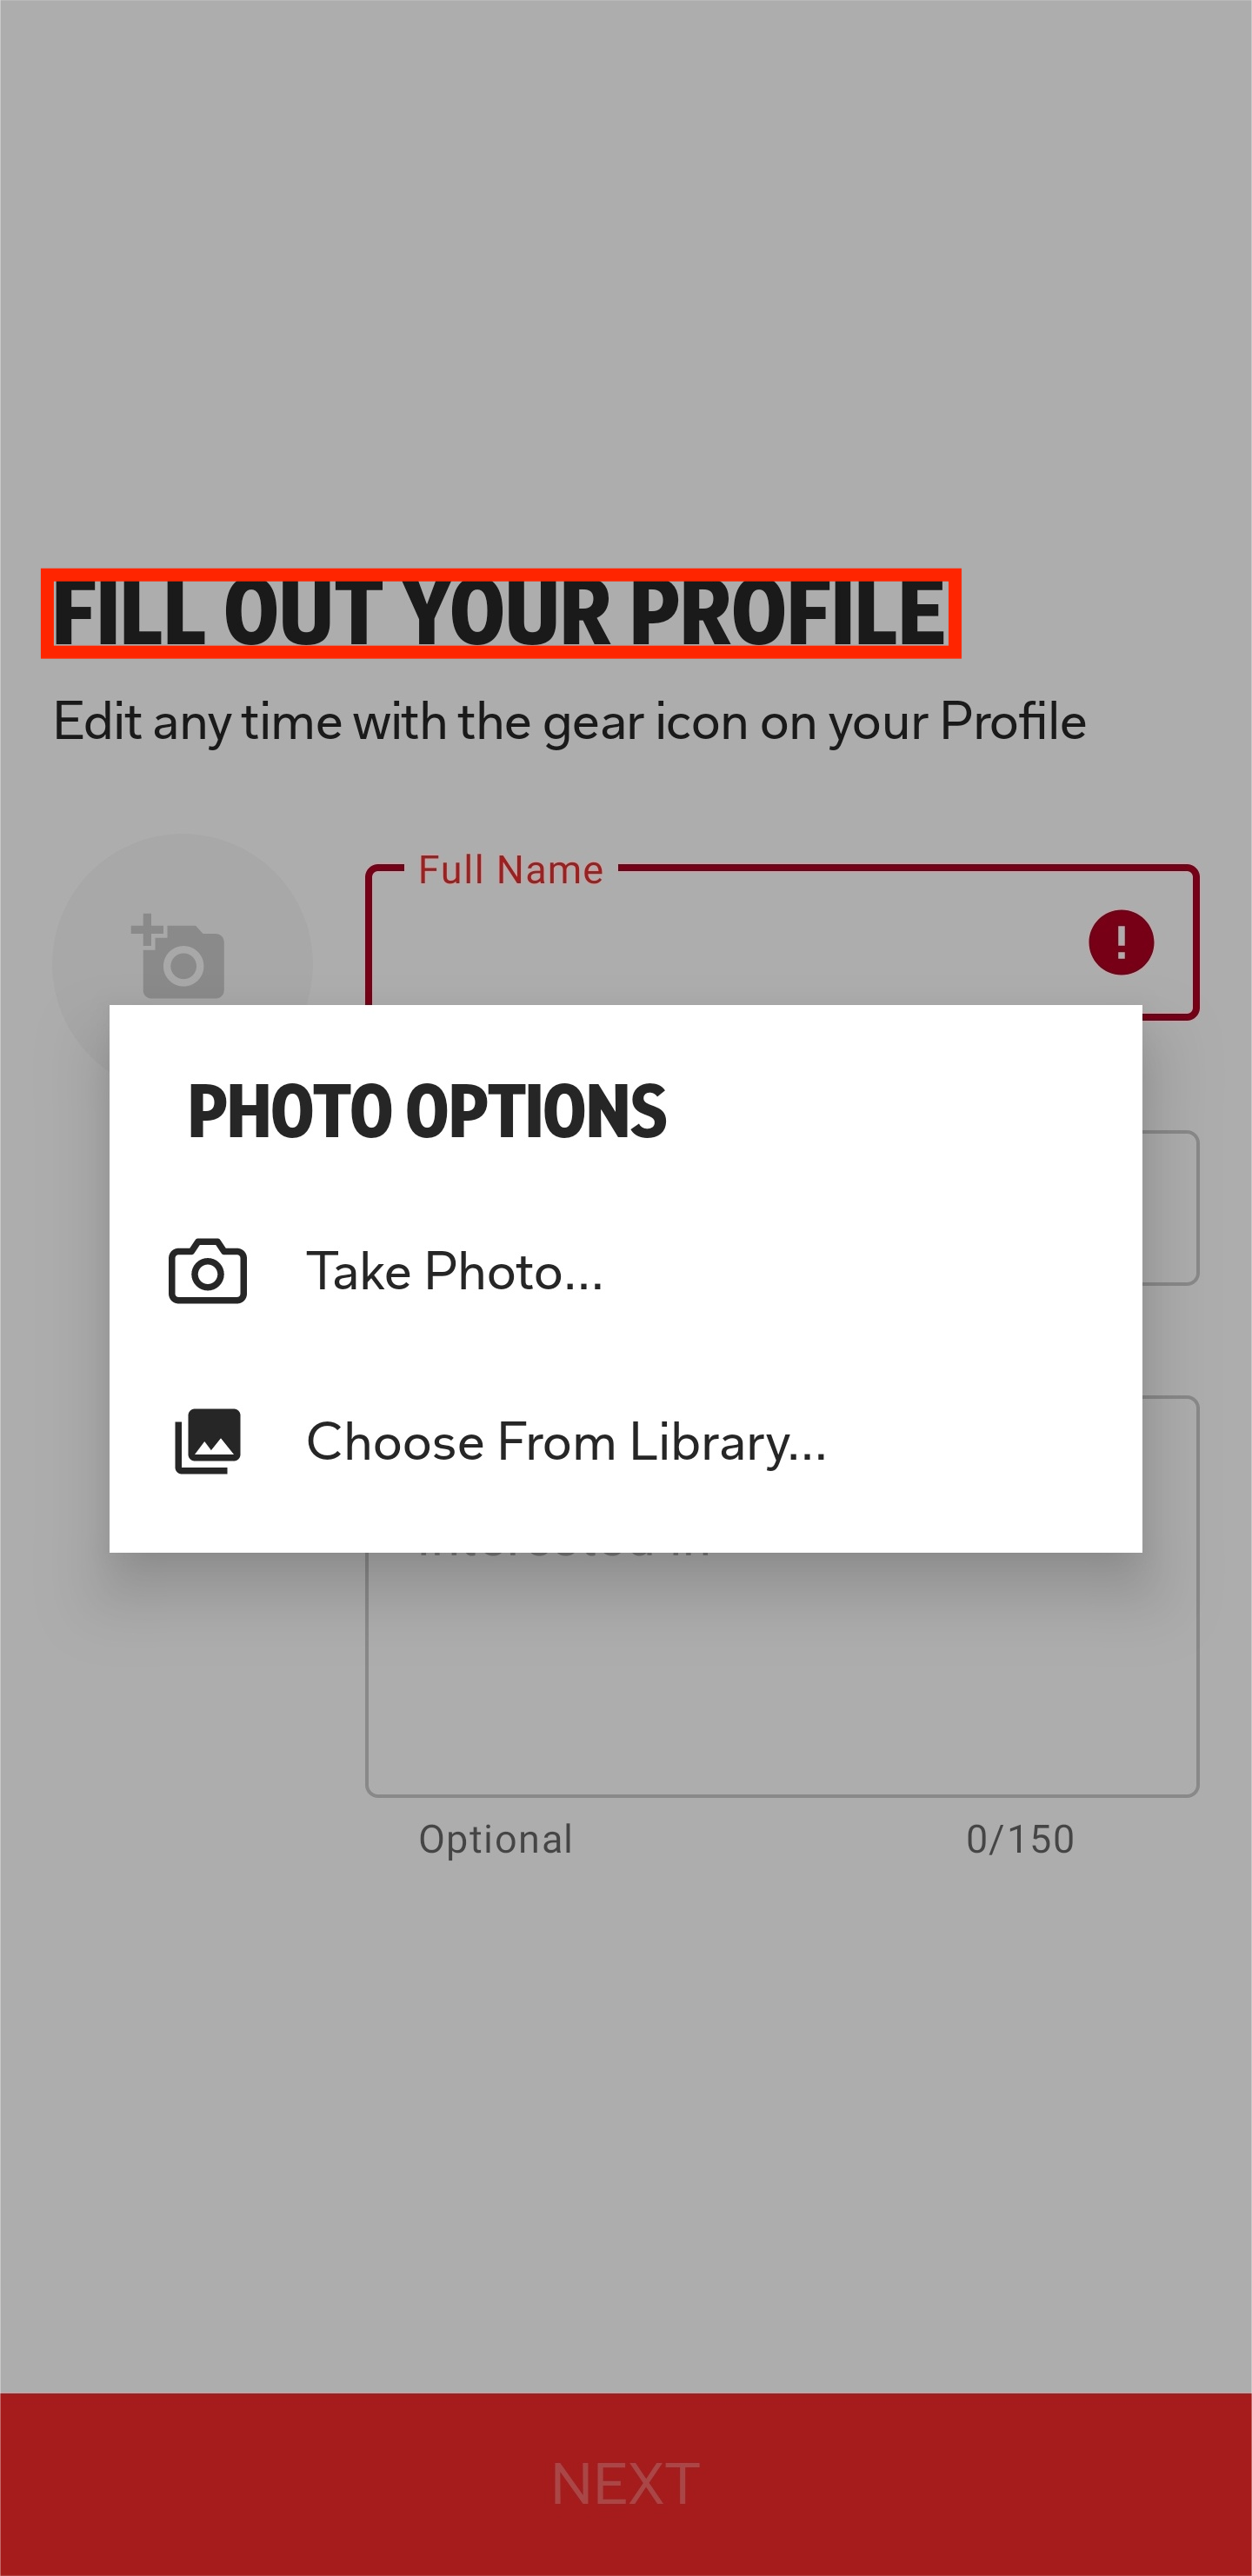 FILL OUT YOUR PROFILE
Edit any time with the gear icon on your Profile
Full Name
PHOTO OPTIONS
Take Photo...
Choose From Library...
Optional
0/150
NEXT